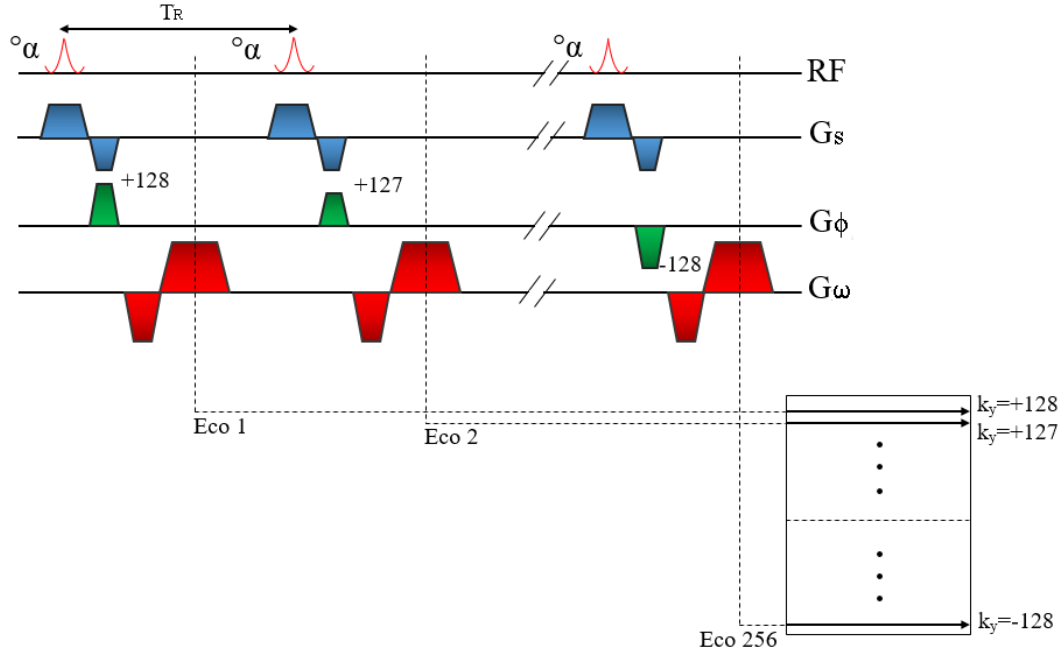 TR
°α
°α
°α
RF
Gs
+128
+127
Gϕ
-128
Gω
ky=+128
Eco 1
Eco 2
ky=+127
Eco 256
ky=-128